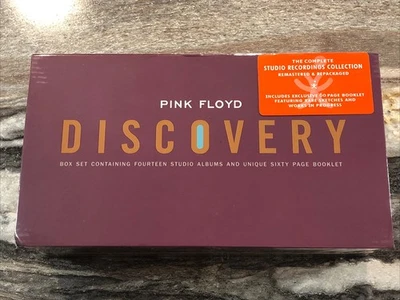 THE COMPLETE
STUDIO RECORDINGS COLLECTION
REMASTERED & REPACKAGED
INCLUDES EXCLUSIVE 60 PAGE BOOKLET
FEATURING RARE SKETCHES AND
WORKS IN PROGRESS
PINK FLOYD
DISCOVERY
BOX SET CONTAINING FOURTEEN STUDIO ALBUMS AND UNIQUE SIXTY PAGE BOOKLET